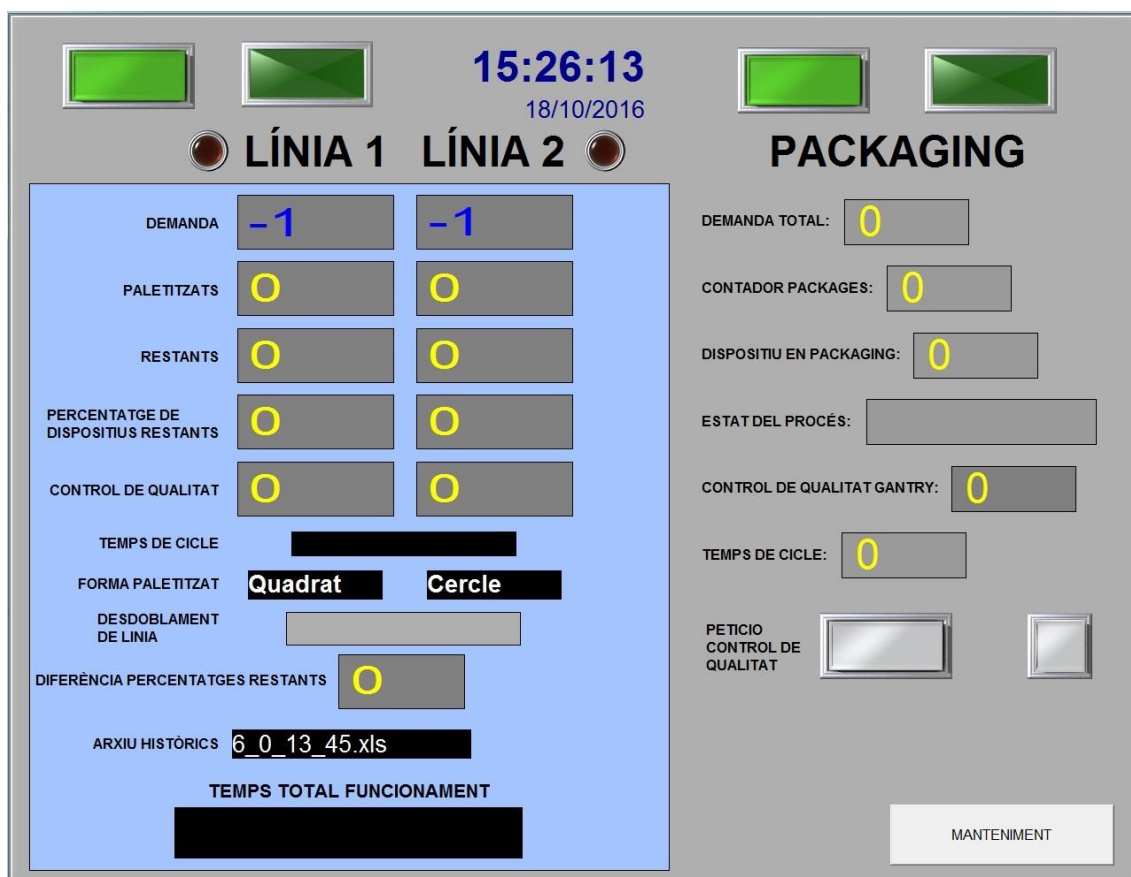 15:26:13
18/10/2016
LÍNIA 1 LÍNIA 2
DEMANDA -1 -1
PALETITZATS 0 0
RESTANTS 0 0
PERCENTATGE DE
DISPOSITIUS RESTANTS 0 0
CONTROL DE QUALITAT 0 0
TEMPS DE CICLE
FORMA PALETITZAT Quadrat Cercle
DESDOBLAMENT
DE LINIA
DIFERÈNCIA PERCENTATGES RESTANTS 0
ARXIU HISTÒRICS 6_0_13_45.xls
TEMPS TOTAL FUNCIONAMENT
PACKAGING
DEMANDA TOTAL: 0
CONTADOR PACKAGES: 0
DISPOSITIU EN PACKAGING: 0
ESTAT DEL PROCÉS:
CONTROL DE QUALITAT GANTRY: 0
TEMPS DE CICLE: 0
PETICIO
CONTROL DE
QUALITAT
MANTENIMENT